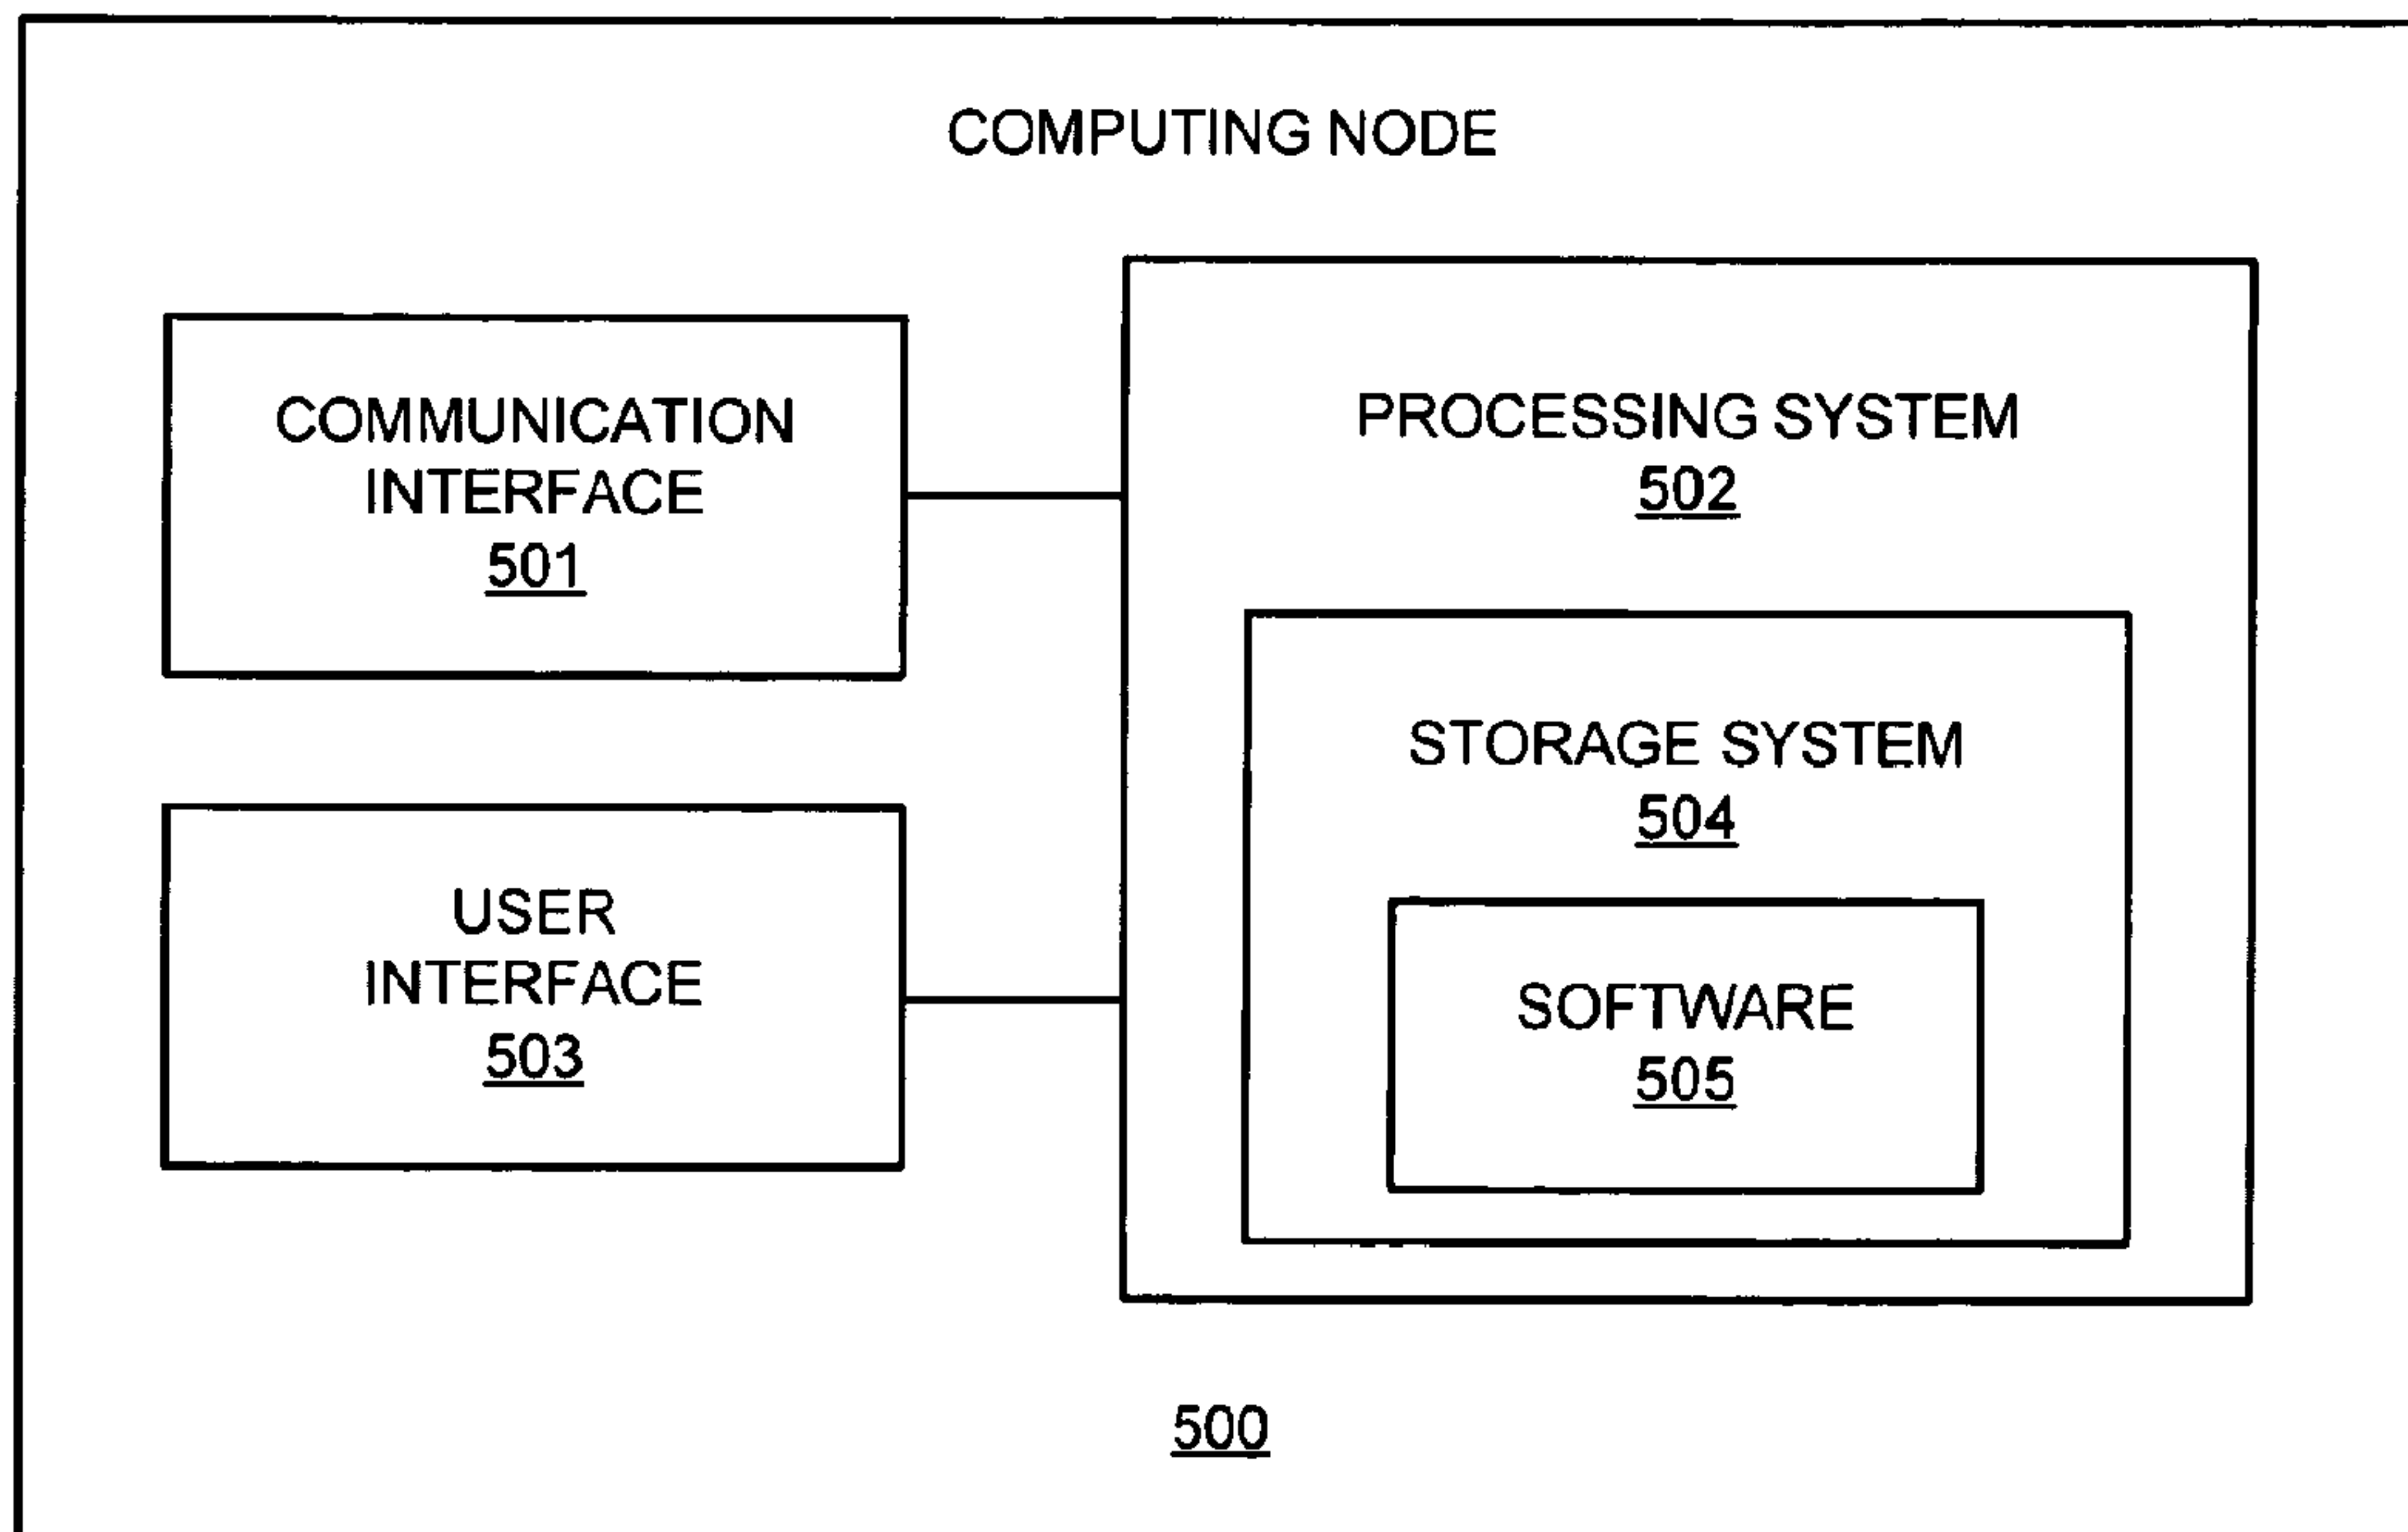 COMPUTING NODE
COMMUNICATION
INTERFACE
501
PROCESSING SYSTEM
502
STORAGE SYSTEM
504
USER
INTERFACE
503
SOFTWARE
505
500